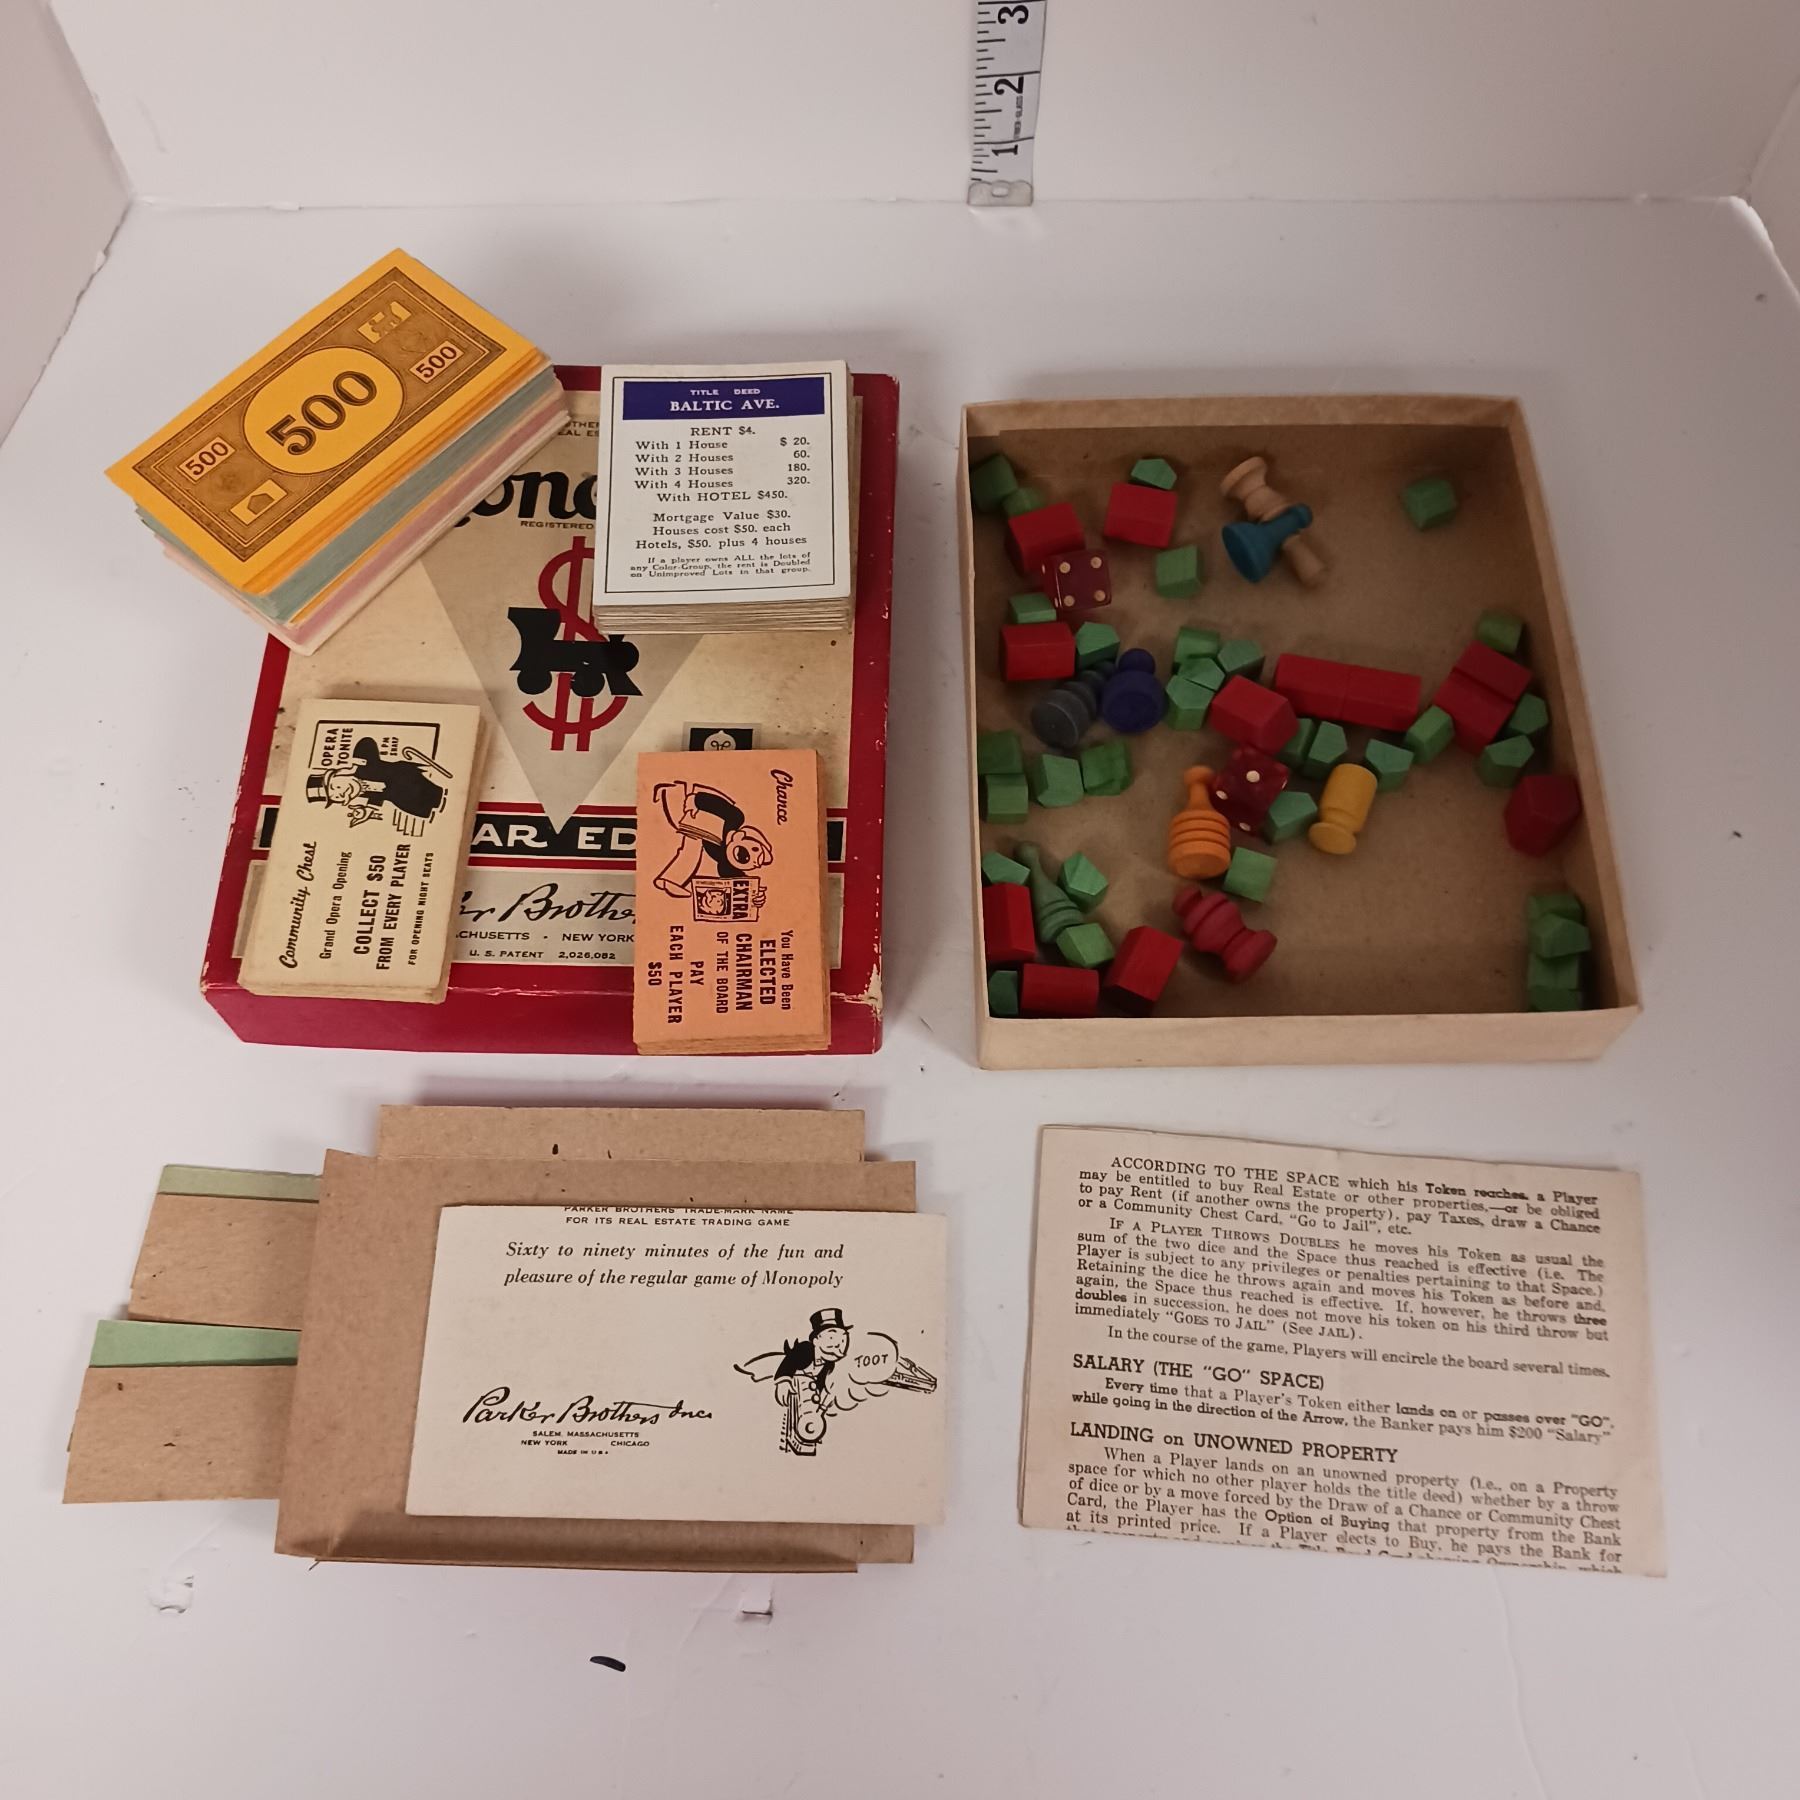 3
2
1
500
500
500
TITLE DEED
BALTIC AVE.
RENT $4.
With 1 House $ 20.
With 2 Houses 60.
With 3 Houses 180.
With 4 Houses 320.
With HOTEL $450.
Mortgage Value $30.
Houses cost $50. each
Hotels, $50. plus 4 houses
If a player owns ALL the lots of
any Color-Group, the rent is Doubled
on Unimproved Lots in that group.
REGISTERED
AR ED
CHUSETTS - NEW YORK
U. S. PATENT 2,026,082
OPERA
TONITE
8 P.M.
SHARP
Community Chest
Grand Opera Opening
COLLECT $50
FROM EVERY PLAYER
FOR OPENING NIGHT SEATS
Chance
EXTRA
You Have Been
ELECTED
CHAIRMAN
OF THE BOARD
PAY
EACH PLAYER
$50
PARKER BROTHERS TRADE-MARK NAME
FOR ITS REAL ESTATE TRADING GAME
Sixty to ninety minutes of the fun and
pleasure of the regular game of Monopoly
TOOT
Parker Brothers Inc.
SALEM, MASSACHUSETTS
NEW YORK CHICAGO
MADE IN U.S.A.
ACCORDING TO THE SPACE which his Token reaches, a Player
may be entitled to buy Real Estate or other properties,—or be obliged
to pay Rent (if another owns the property), pay Taxes, draw a Chance
or a Community Chest Card, "Go to Jail", etc.
IF A PLAYER THROWS DOUBLES he moves his Token as usual the
sum of the two dice and the Space thus reached is effective (i.e. The
Player is subject to any privileges or penalties pertaining to that Space.)
Retaining the dice he throws again and moves his Token as before and,
again, the Space thus reached is effective. If, however, he throws three
doubles in succession, he does not move his token on his third throw but
immediately "GOES TO JAIL" (See JAIL).
In the course of the game, Players will encircle the board several times.
SALARY (THE "GO" SPACE)
Every time that a Player's Token either lands on or passes over "GO",
while going in the direction of the Arrow, the Banker pays him $200 "Salary"
LANDING on UNOWNED PROPERTY
When a Player lands on an unowned property (i.e., on a Property
space for which no other player holds the title deed) whether by a throw
of dice or by a move forced by the Draw of a Chance or Community Chest
Card, the Player has the Option of Buying that property from the Bank
at its printed price. If a Player elects to Buy, he pays the Bank for